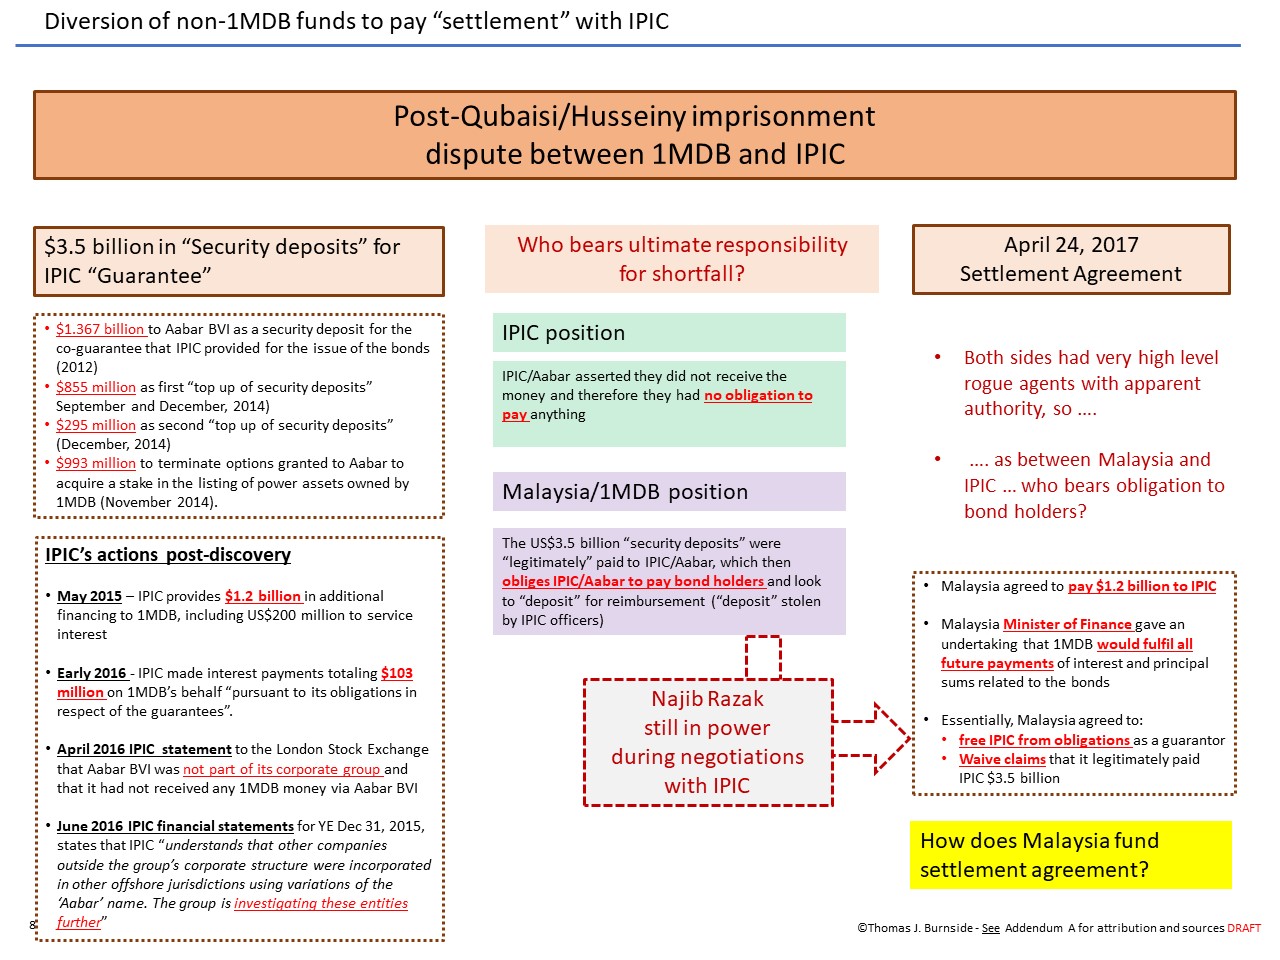 Diversion of non-1MDB funds to pay “settlement” with IPIC
Post-Qubaisi/Husseiny imprisonment
dispute between 1MDB and IPIC
$3.5 billion in “Security deposits” for
IPIC “Guarantee”
• $1.367 billion to Aabar BVI as a security deposit for the
co-guarantee that IPIC provided for the issue of the bonds
(2012)
• $855 million as first “top up of security deposits”
September and December, 2014)
• $295 million as second “top up of security deposits”
(December, 2014)
• $993 million to terminate options granted to Aabar to
acquire a stake in the listing of power assets owned by
1MDB (November 2014).
IPIC’s actions post-discovery
• May 2015 – IPIC provides $1.2 billion in additional
financing to 1MDB, including US$200 million to service
interest
• Early 2016 - IPIC made interest payments totaling $103
million on 1MDB’s behalf “pursuant to its obligations in
respect of the guarantees”.
• April 2016 IPIC statement to the London Stock Exchange
that Aabar BVI was not part of its corporate group and
that it had not received any 1MDB money via Aabar BVI
• June 2016 IPIC financial statements for YE Dec 31, 2015,
states that IPIC “understands that other companies
outside the group’s corporate structure were incorporated
in other offshore jurisdictions using variations of the
‘Aabar’ name. The group is investigating these entities
further”
Who bears ultimate responsibility
for shortfall?
IPIC position
IPIC/Aabar asserted they did not receive the
money and therefore they had no obligation to
pay anything
Malaysia/1MDB position
The US$3.5 billion “security deposits” were
“legitimately” paid to IPIC/Aabar, which then
obliges IPIC/Aabar to pay bond holders and look
to “deposit” for reimbursement (“deposit” stolen
by IPIC officers)
Najib Razak
still in power
during negotiations
with IPIC
April 24, 2017
Settlement Agreement
• Both sides had very high level
rogue agents with apparent
authority, so ….
• …. as between Malaysia and
IPIC … who bears obligation to
bond holders?
• Malaysia agreed to pay $1.2 billion to IPIC
• Malaysia Minister of Finance gave an
undertaking that 1MDB would fulfil all
future payments of interest and principal
sums related to the bonds
• Essentially, Malaysia agreed to:
• free IPIC from obligations as a guarantor
• Waive claims that it legitimately paid
IPIC $3.5 billion
How does Malaysia fund
settlement agreement?
8
©Thomas J. Burnside - See Addendum A for attribution and sources DRAFT